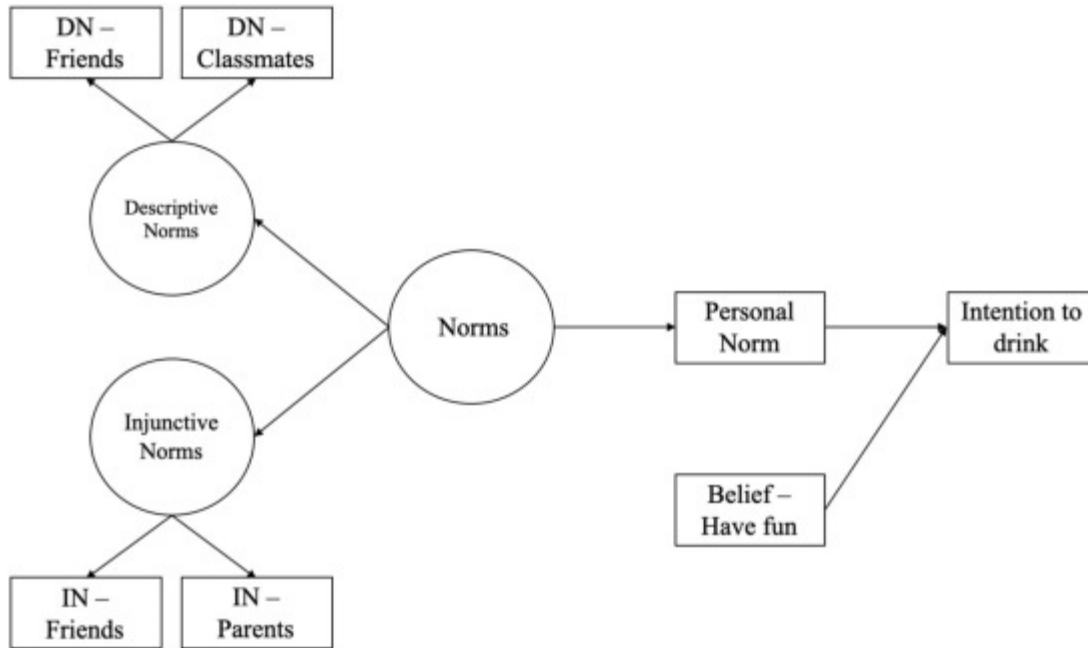 DN –
Friends
DN –
Classmates
Descriptive
Norms
Norms
Personal
Norm
Intention to
drink
Injunctive
Norms
Belief –
Have fun
IN –
Friends
IN –
Parents